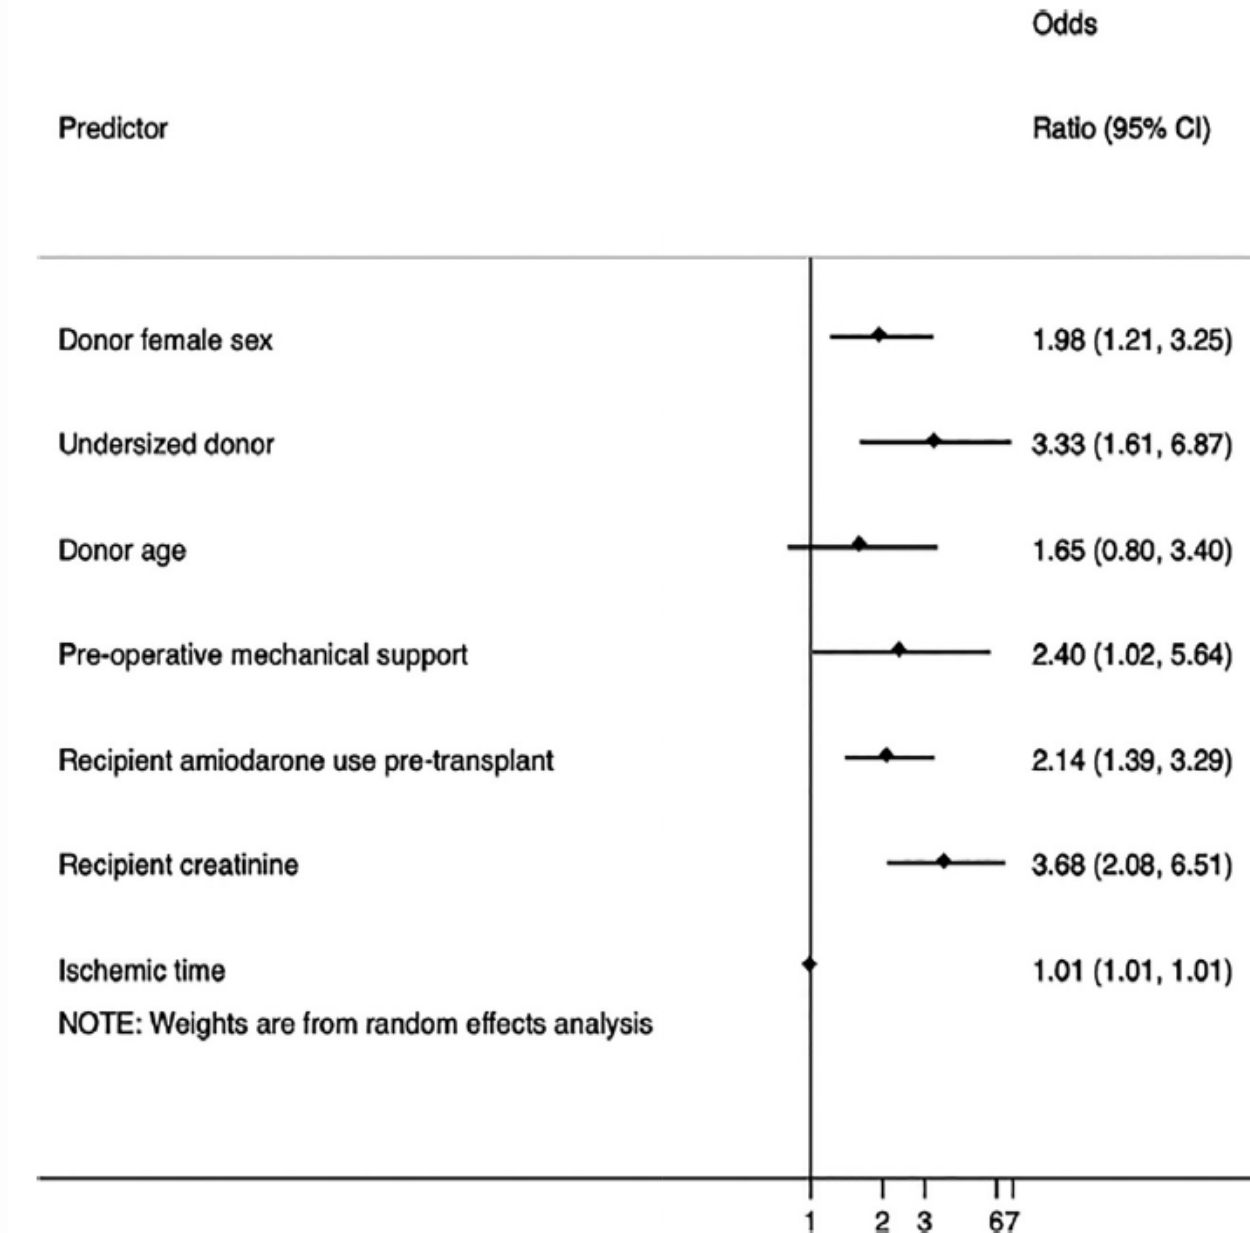 Odds
Predictor Ratio (95% CI)
Donor female sex 1.98 (1.21, 3.25)
Undersized donor 3.33 (1.61, 6.87)
Donor age 1.65 (0.80, 3.40)
Pre-operative mechanical support 2.40 (1.02, 5.64)
Recipient amiodarone use pre-transplant 2.14 (1.39, 3.29)
Recipient creatinine 3.68 (2.08, 6.51)
Ischemic time 1.01 (1.01, 1.01)
NOTE: Weights are from random effects analysis
1 2 3 6 7